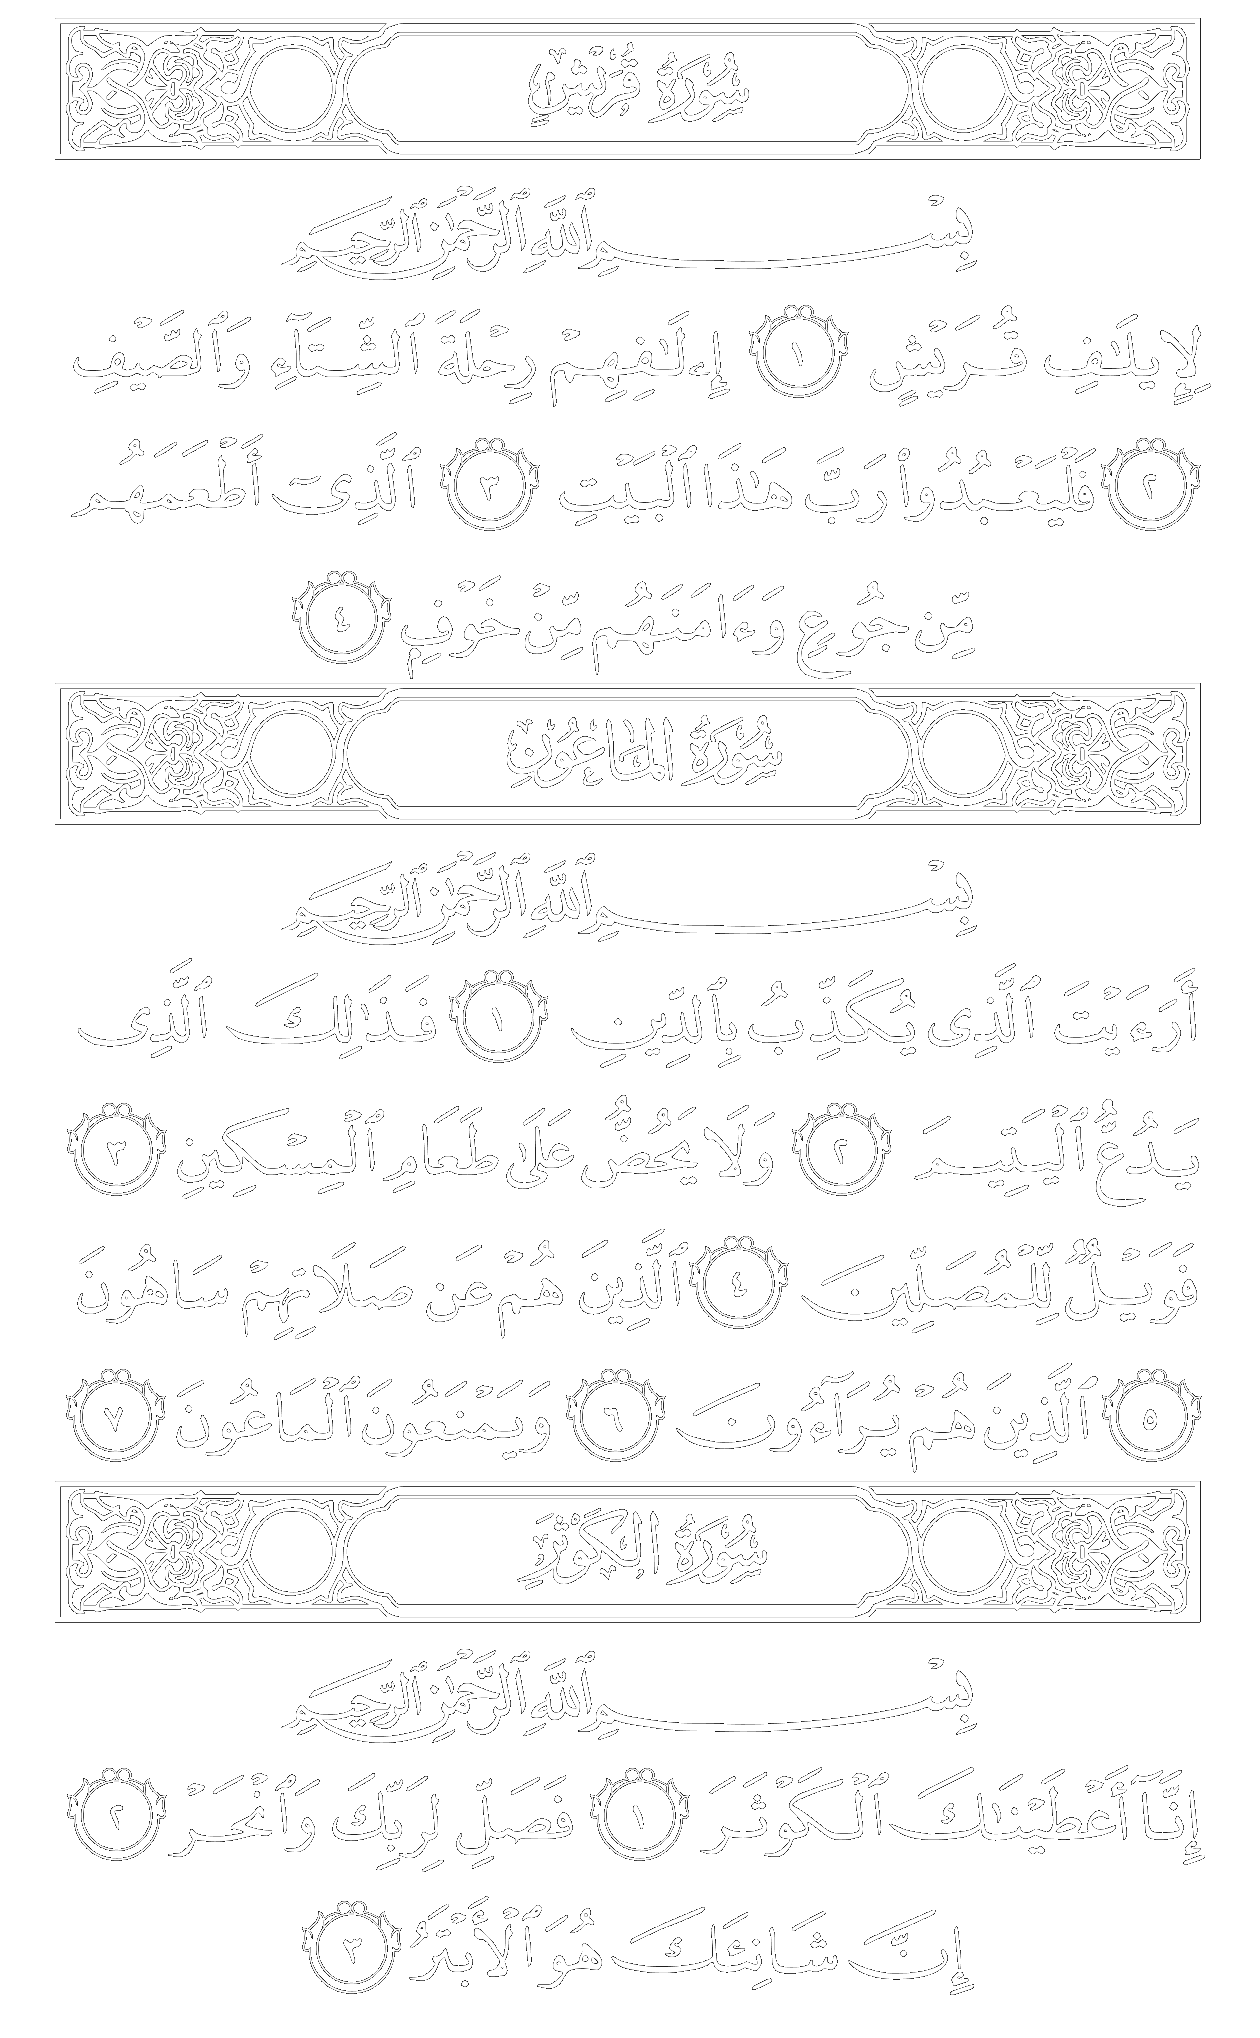 سُورَةُ قُرَيْشٍ
بِسْمِ ٱللَّهِ ٱلرَّحْمَٰنِ ٱلرَّحِيمِ
لِإِيلَٰفِ قُرَيْشٍ ١ إِۦلَٰفِهِمْ رِحْلَةَ ٱلشِّتَآءِ وَٱلصَّيْفِ
٢ فَلْيَعْبُدُوا۟ رَبَّ هَٰذَا ٱلْبَيْتِ ٣ ٱلَّذِىٓ أَطْعَمَهُم
مِّن جُوعٍ وَءَامَنَهُم مِّنْ خَوْفٍۭ ٤
سُورَةُ المَاعُونِ
بِسْمِ ٱللَّهِ ٱلرَّحْمَٰنِ ٱلرَّحِيمِ
أَرَءَيْتَ ٱلَّذِى يُكَذِّبُ بِٱلدِّينِ ١ فَذَٰلِكَ ٱلَّذِى
يَدُعُّ ٱلْيَتِيمَ ٢ وَلَا يَحُضُّ عَلَىٰ طَعَامِ ٱلْمِسْكِينِ ٣
فَوَيْلٌ لِّلْمُصَلِّينَ ٤ ٱلَّذِينَ هُمْ عَن صَلَاتِهِمْ سَاهُونَ
٥ ٱلَّذِينَ هُمْ يُرَآءُونَ ٦ وَيَمْنَعُونَ ٱلْمَاعُونَ ٧
سُورَةُ الكَوْثَرِ
بِسْمِ ٱللَّهِ ٱلرَّحْمَٰنِ ٱلرَّحِيمِ
إِنَّآ أَعْطَيْنَٰكَ ٱلْكَوْثَرَ ١ فَصَلِّ لِرَبِّكَ وَٱنْحَرْ ٢
إِنَّ شَانِئَكَ هُوَ ٱلْأَبْتَرُ ٣